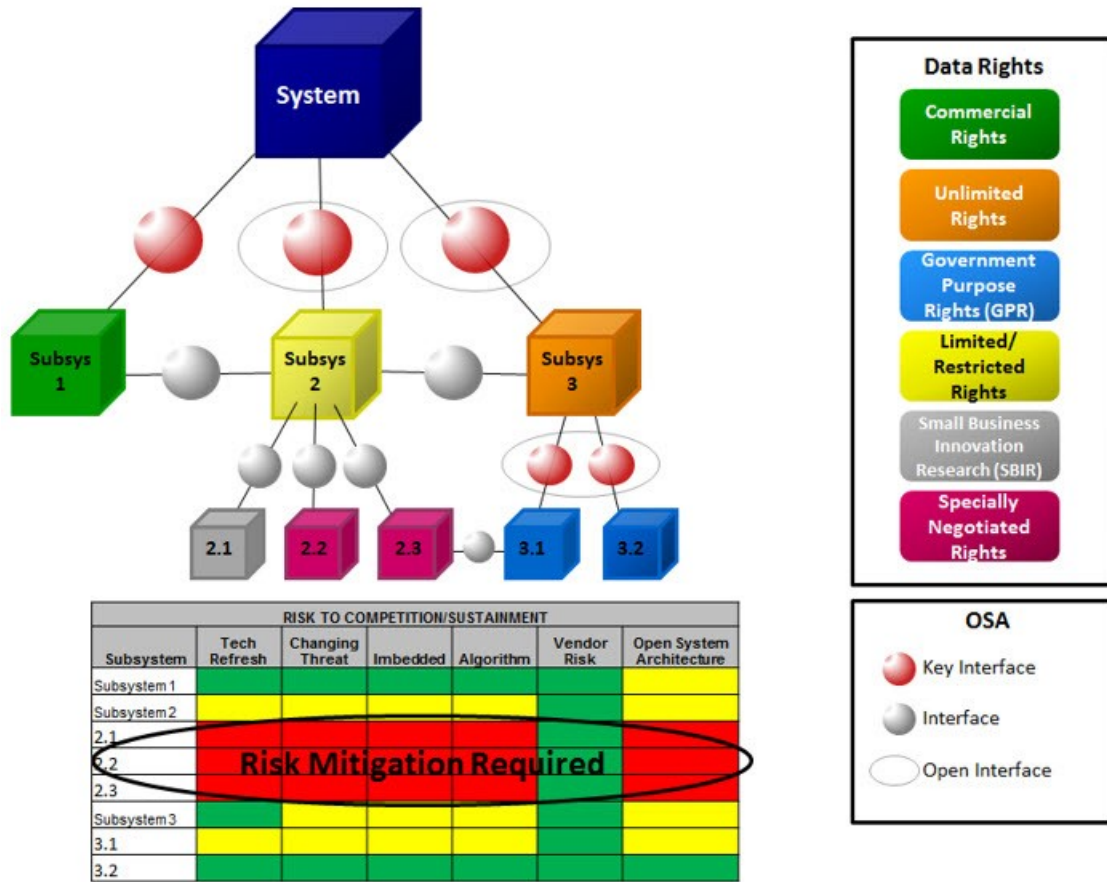 System
Subsys
1
Subsys
2
Subsys
3
2.1
2.2
2.3
3.1
3.2
Data Rights
Commercial
Rights
Unlimited
Rights
Government
Purpose
Rights (GPR)
Limited/
Restricted
Rights
Small Business
Innovation
Research (SBIR)
Specially
Negotiated
Rights
RISK TO COMPETITION/SUSTAINMENT
Subsystem Tech Refresh Changing Threat Imbedded Algorithm Vendor Risk Open System Architecture
Subsystem 1
Subsystem 2
2.1
2.2
2.3
Risk Mitigation Required
Subsystem 3
3.1
3.2
OSA
Key Interface
Interface
Open Interface